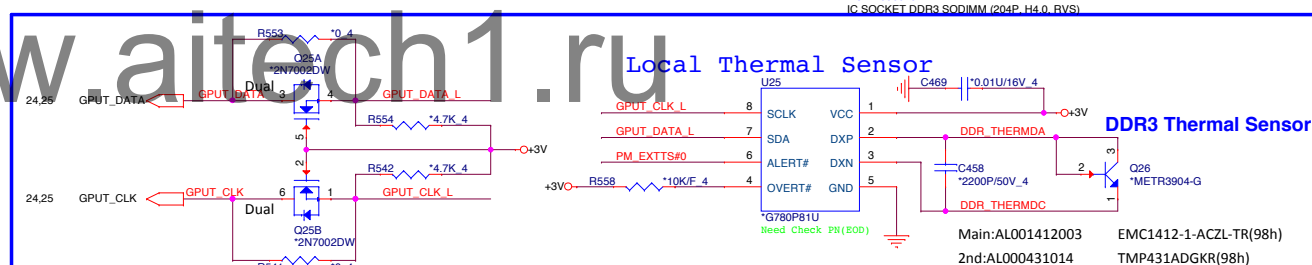 IC SOCKET DDR3 SODIMM (204P, H4.0, RVS)
w.aitech1.ru
R553 *0_4
Q25A
*2N7002DW
Dual
24,25 GPUT_DATA GPUT_DATA 3 4 GPUT_DATA_L
R554 *4.7K_4
5
+3V
2
R542 *4.7K_4
24,25 GPUT_CLK GPUT_CLK 6 1 GPUT_CLK_L
Dual
Q25B
*2N7002DW
Local Thermal Sensor
U25
C469 *0.01U/16V_4
GPUT_CLK_L 8 SCLK VCC 1
+3V
GPUT_DATA_L 7 SDA DXP 2 DDR_THERMDA
PM_EXTTS#0 6 ALERT# DXN 3
+3V R558 *10K/F_4 4 OVERT# GND 5
*G780P81U
Need Check PN(EOD)
C458
*2200P/50V_4
DDR_THERMDC
DDR3 Thermal Sensor
3
2
Q26
*METR3904-G
1
Main:AL001412003 EMC1412-1-ACZL-TR(98h)
2nd:AL000431014 TMP431ADGKR(98h)